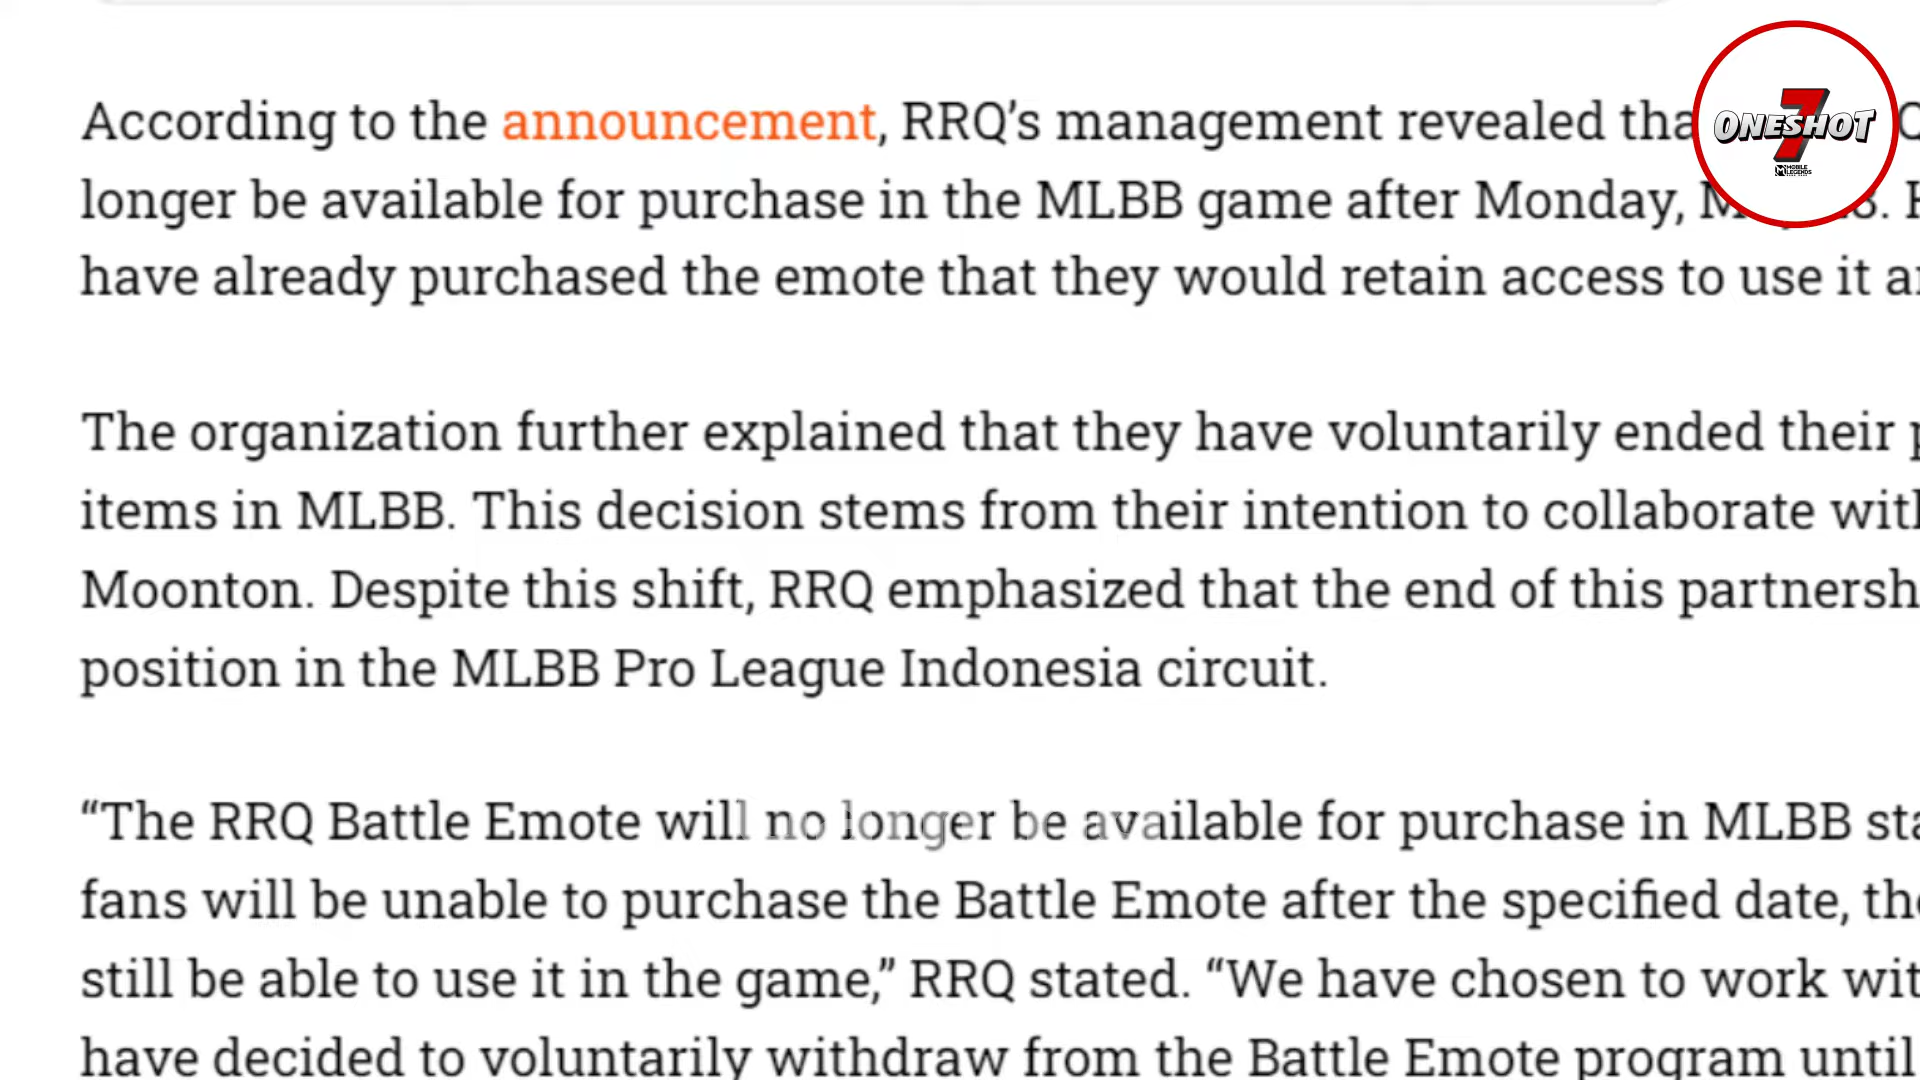 According to the announcement, RRQ's management revealed
longer be available for purchase in the MLBB game after Monday,
have already purchased the emote that they would retain access to use it
The organization further explained that they have voluntarily ended their
items in MLBB. This decision stems from their intention to collaborate
Moonton. Despite this shift, RRQ emphasized that the end of this
position in the MLBB Pro League Indonesia circuit.
“The RRQ Battle Emote will no longer be available for purchase in MLBB
fans will be unable to purchase the Battle Emote after the specified date,
still be able to use it in the game,” RRQ stated. “We have chosen to work
have decided to voluntarily withdraw from the Battle Emote program until
7
ONESHOT
MOBILE
LEGENDS